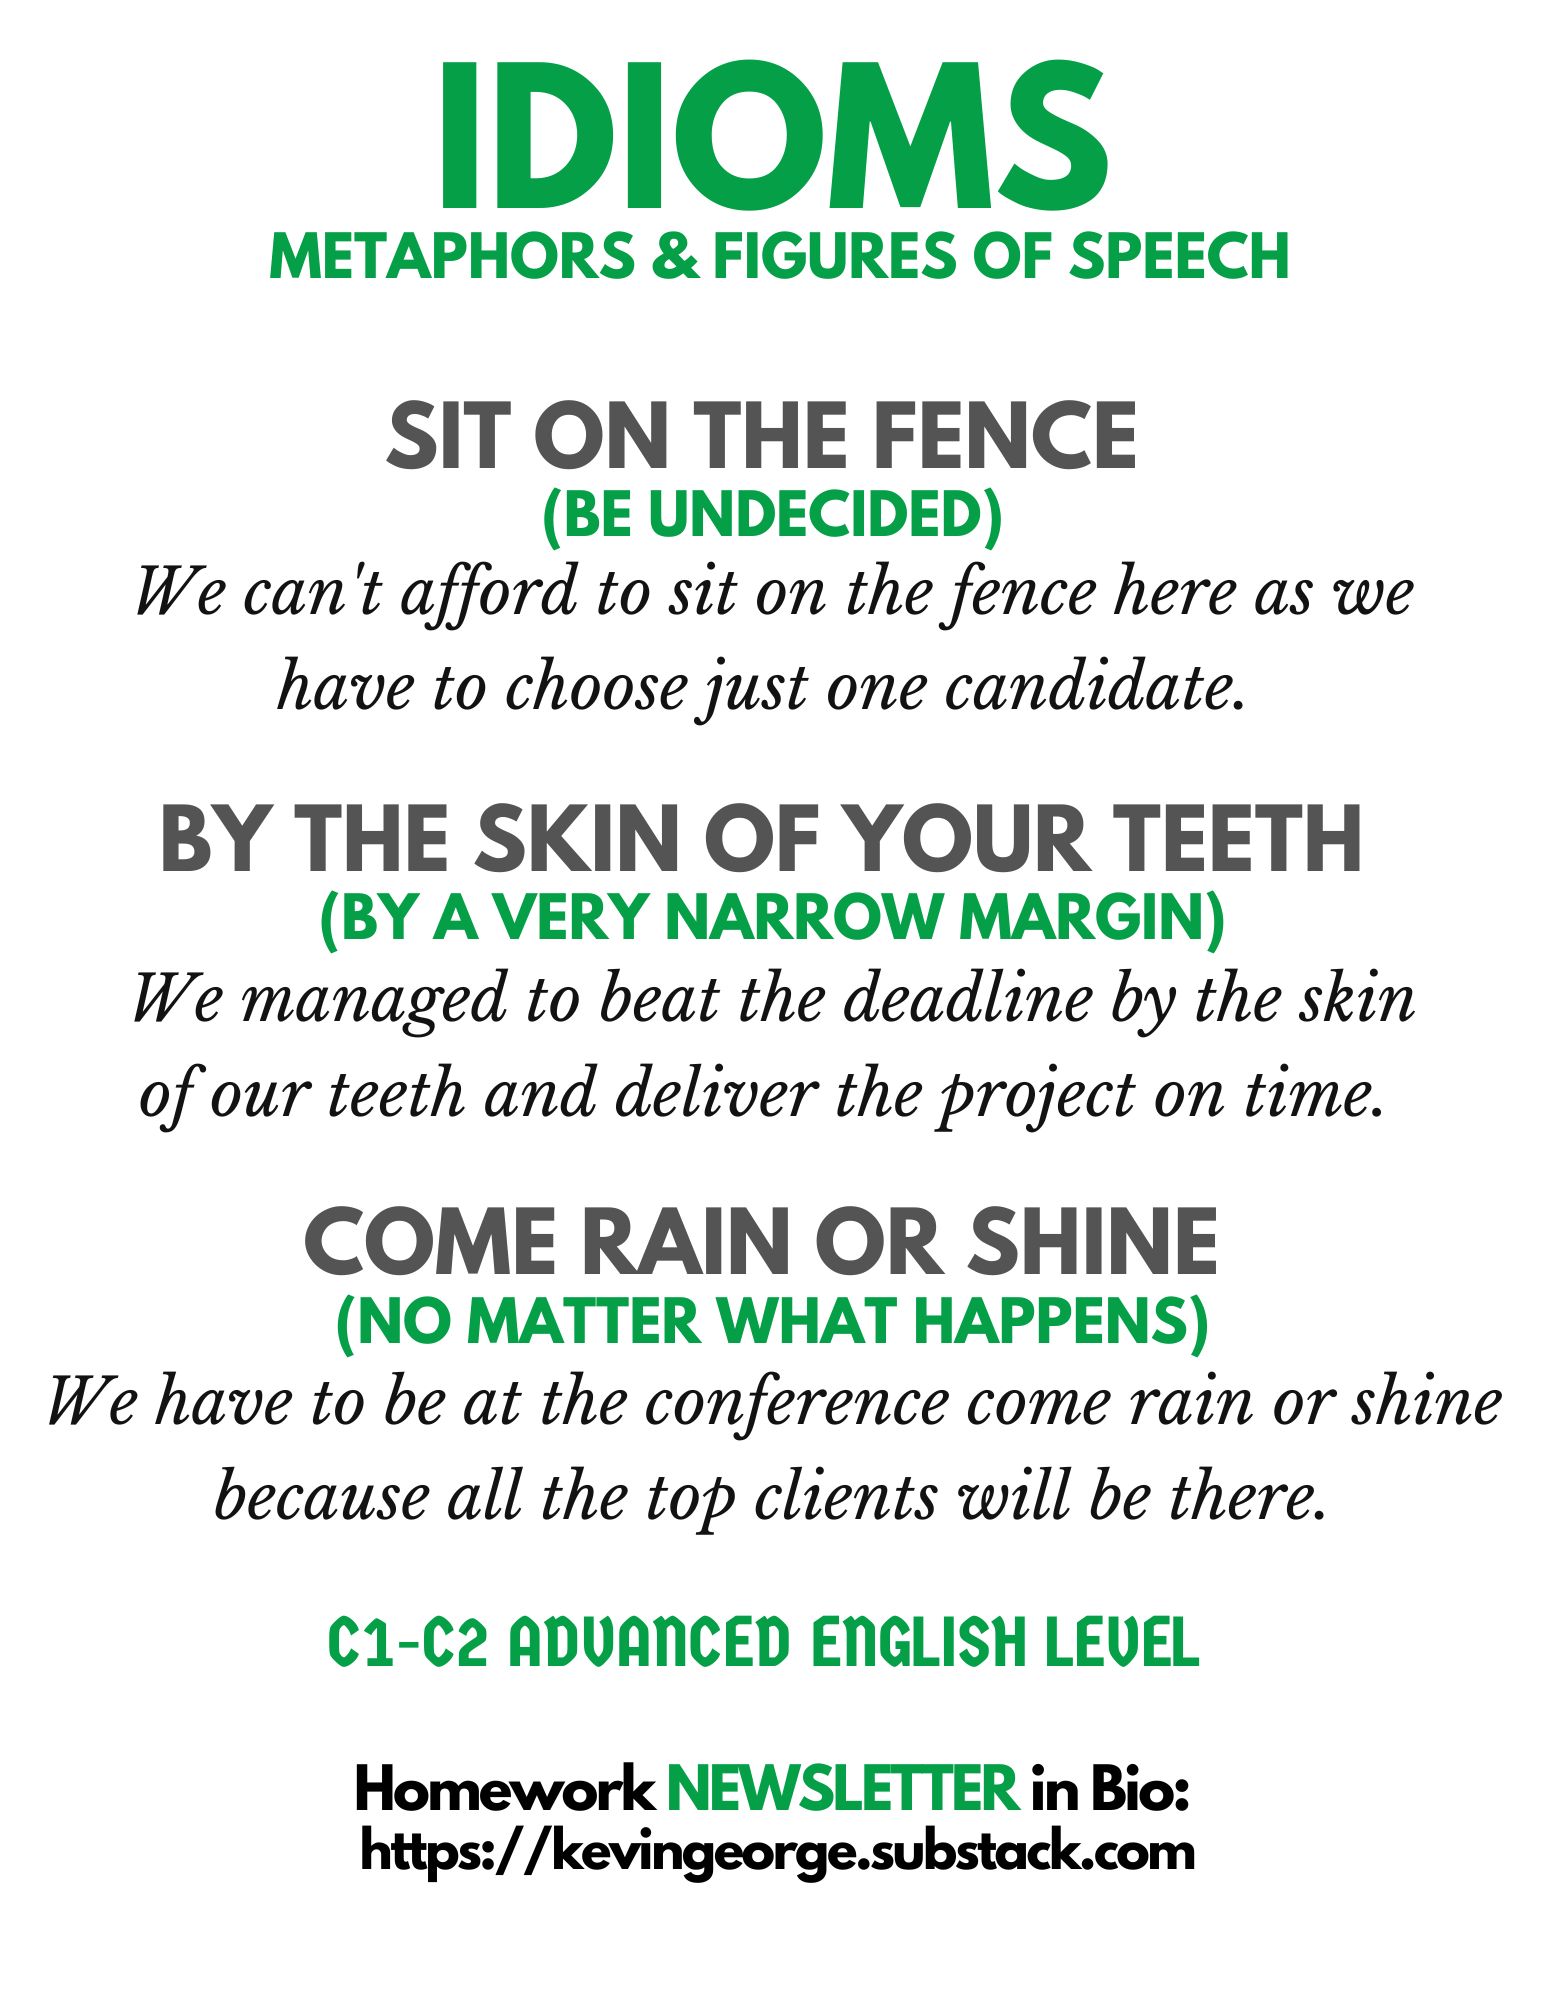 IDIOMS
METAPHORS & FIGURES OF SPEECH
SIT ON THE FENCE
(BE UNDECIDED)
We can't afford to sit on the fence here as we
have to choose just one candidate.
BY THE SKIN OF YOUR TEETH
(BY A VERY NARROW MARGIN)
We managed to beat the deadline by the skin
of our teeth and deliver the project on time.
COME RAIN OR SHINE
(NO MATTER WHAT HAPPENS)
We have to be at the conference come rain or shine
because all the top clients will be there.
C1-C2 ADVANCED ENGLISH LEVEL
Homework NEWSLETTER in Bio:
https://kevingeorge.substack.com